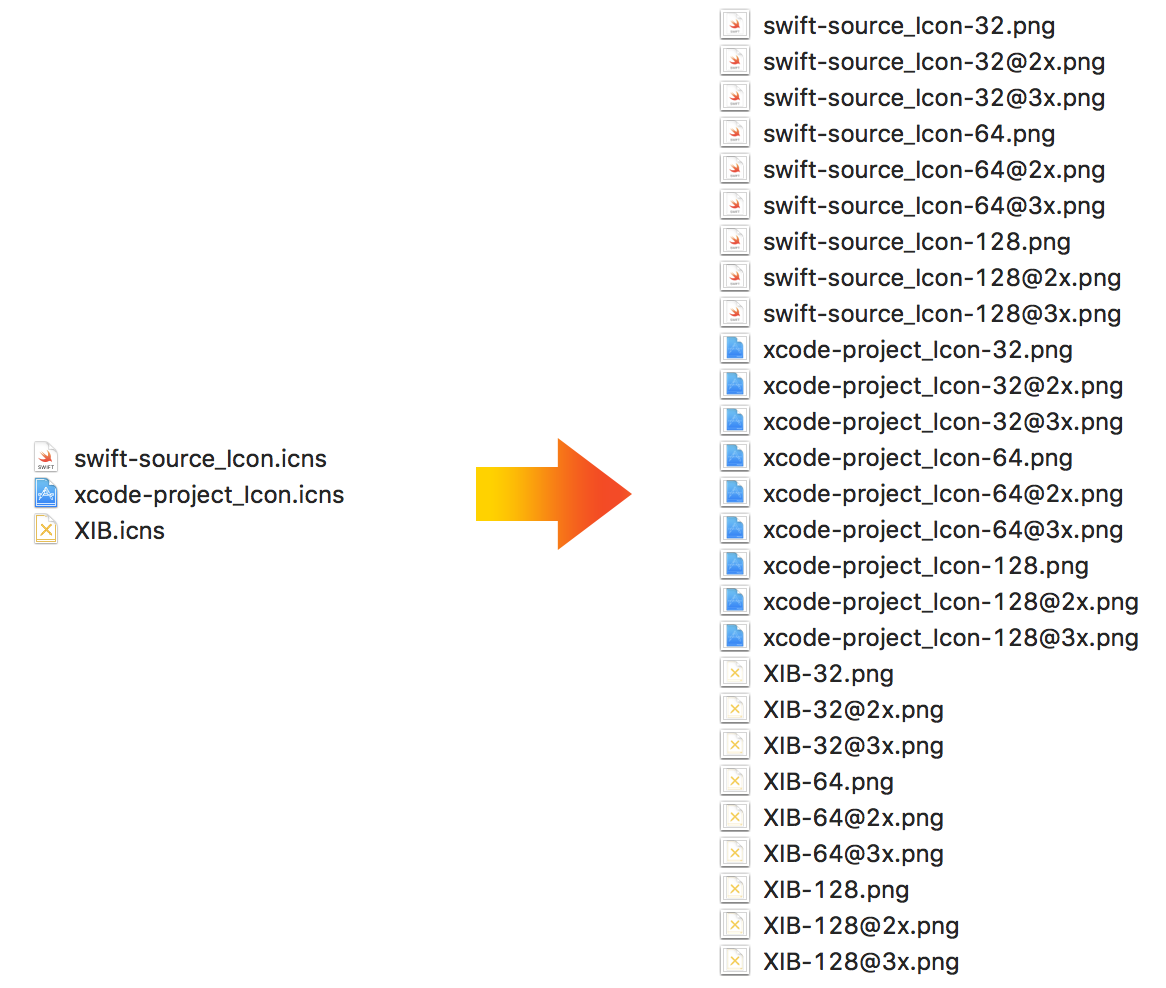 swift-source_Icon.icns
xcode-project_Icon.icns
XIB.icns
swift-source_Icon-32.png
swift-source_Icon-32@2x.png
swift-source_Icon-32@3x.png
swift-source_Icon-64.png
swift-source_Icon-64@2x.png
swift-source_Icon-64@3x.png
swift-source_Icon-128.png
swift-source_Icon-128@2x.png
swift-source_Icon-128@3x.png
xcode-project_Icon-32.png
xcode-project_Icon-32@2x.png
xcode-project_Icon-32@3x.png
xcode-project_Icon-64.png
xcode-project_Icon-64@2x.png
xcode-project_Icon-64@3x.png
xcode-project_Icon-128.png
xcode-project_Icon-128@2x.png
xcode-project_Icon-128@3x.png
XIB-32.png
XIB-32@2x.png
XIB-32@3x.png
XIB-64.png
XIB-64@2x.png
XIB-64@3x.png
XIB-128.png
XIB-128@2x.png
XIB-128@3x.png